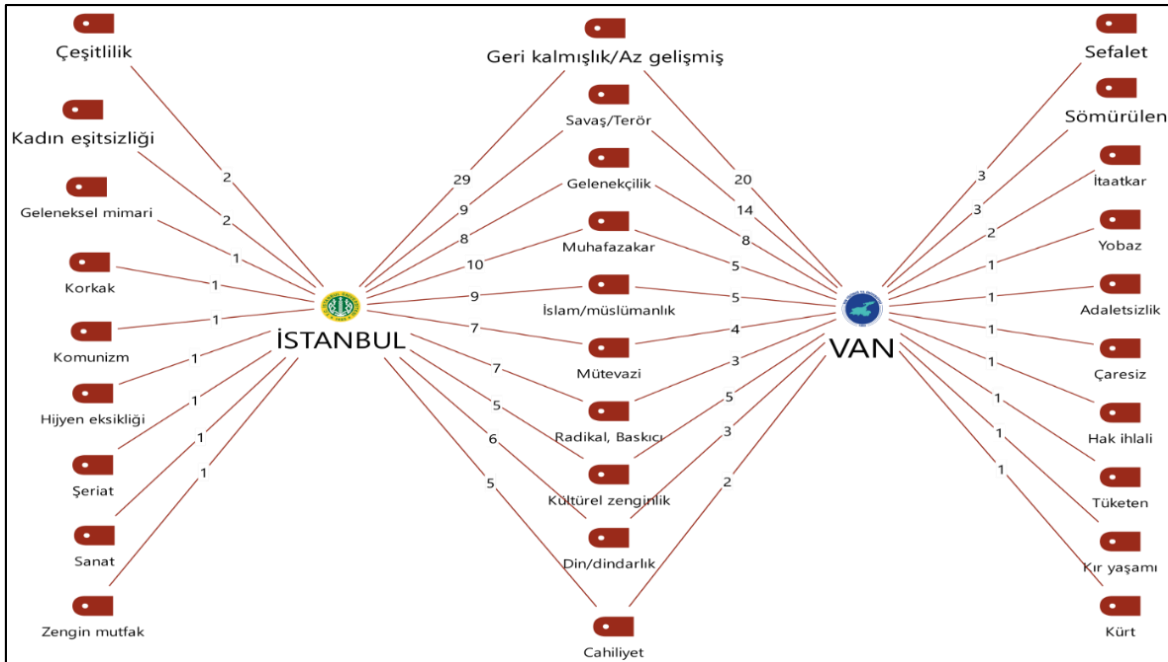 Çeşitlilik
Kadın eşitsizliği
Geleneksel mimari
Korkak
Komunizm
Hijyen eksikliği
Şeriat
Sanat
Zengin mutfak
2
2
1
1
1
1
1
1
1
İSTANBUL
29
9
8
10
9
7
7
5
6
5
Geri kalmışlık/Az gelişmiş
Savaş/Terör
Gelenekçilik
Muhafazakar
İslam/müslümanlık
Mütevazi
Radikal, Baskıcı
Kültürel zenginlik
Din/dindarlık
Cahiliyet
20
14
8
5
5
4
3
5
3
2
VAN
3
3
2
1
1
1
1
1
1
1
Sefalet
Sömürülen
İtaatkar
Yobaz
Adaletsizlik
Çaresiz
Hak ihlali
Tüketen
Kır yaşamı
Kürt